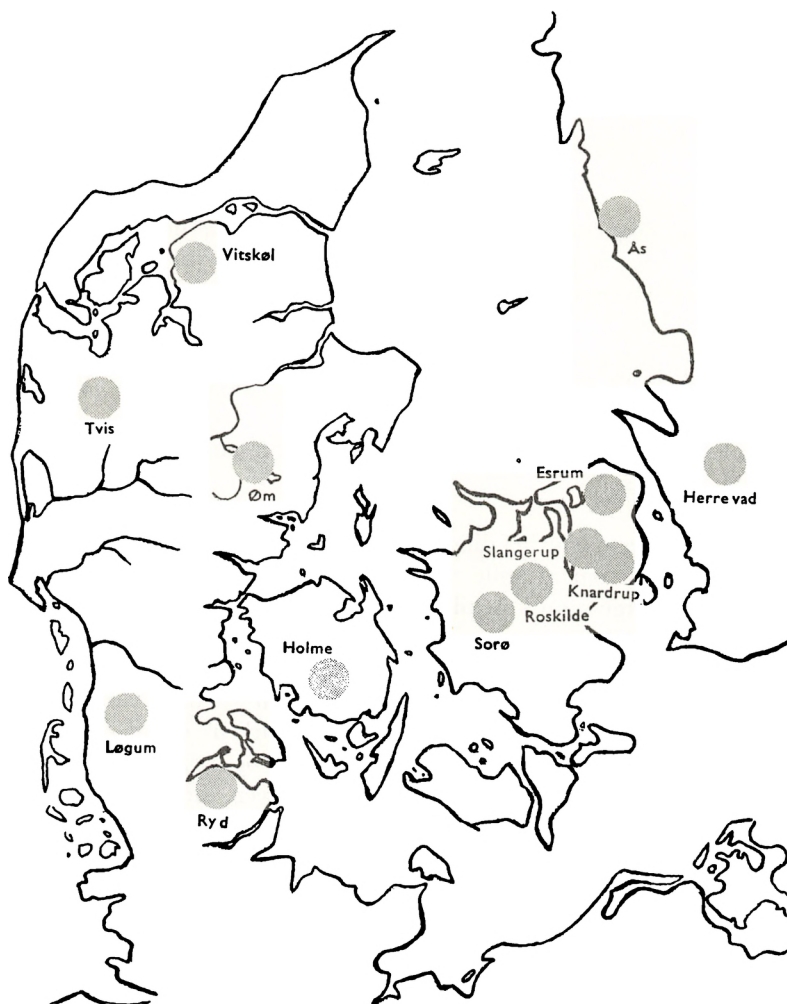 Ås
Vitskøl
Tvis
Øm
Esrum
Herrevad
Slangerup
Knardrup
Roskilde
Sorø
Holme
Løgum
Ryd